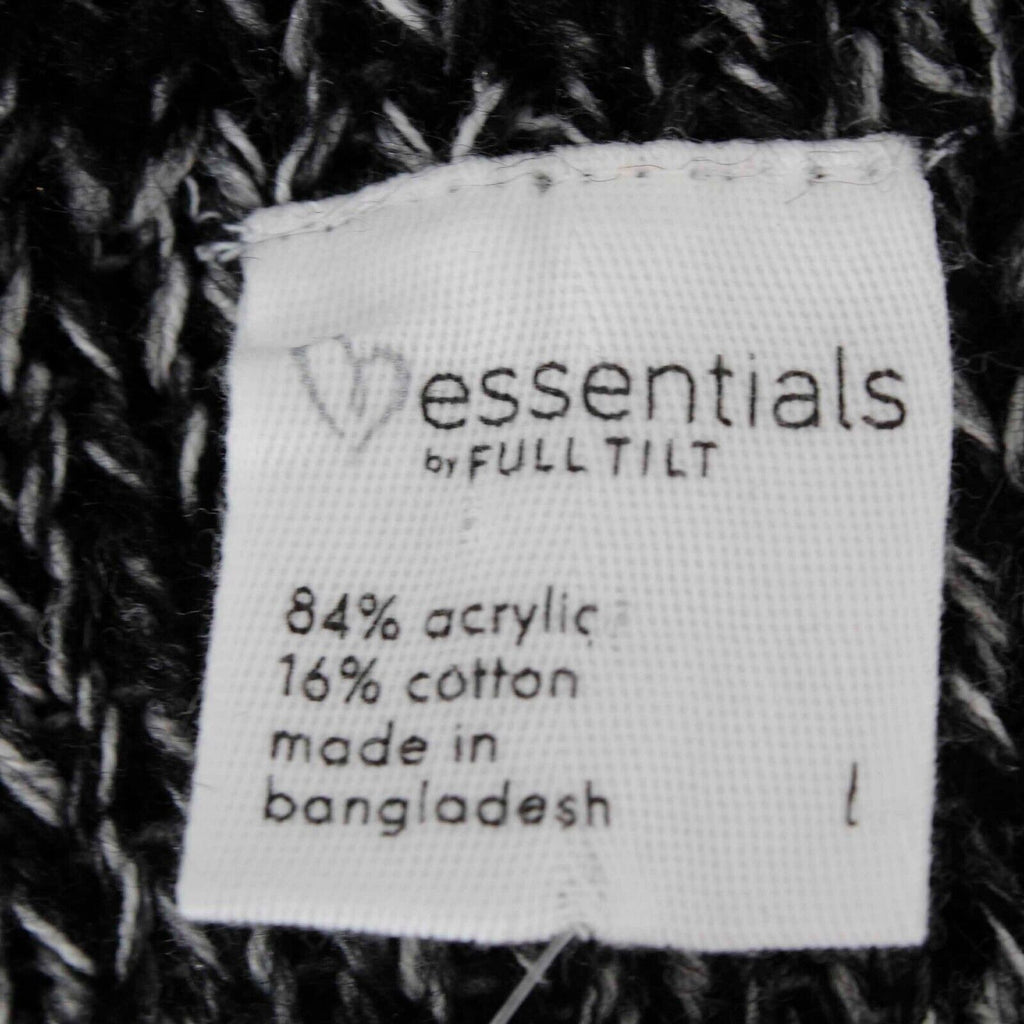 essentials
by FULL TILT
84% acrylic
16% cotton
made in
bangladesh
l